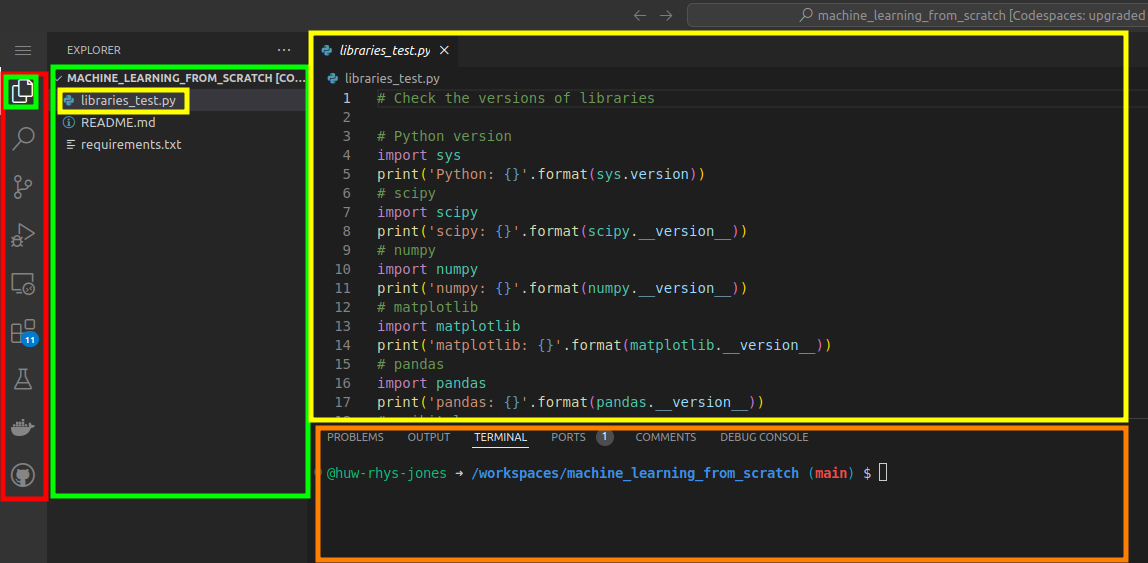 machine_learning_from_scratch [Codespaces: upgraded
EXPLORER
MACHINE_LEARNING_FROM_SCRATCH [CO...
libraries_test.py
README.md
requirements.txt
11
libraries_test.py
libraries_test.py
1 # Check the versions of libraries
2
3 # Python version
4 import sys
5 print('Python: {}'.format(sys.version))
6 # scipy
7 import scipy
8 print('scipy: {}'.format(scipy.__version__))
9 # numpy
10 import numpy
11 print('numpy: {}'.format(numpy.__version__))
12 # matplotlib
13 import matplotlib
14 print('matplotlib: {}'.format(matplotlib.__version__))
15 # pandas
16 import pandas
17 print('pandas: {}'.format(pandas.__version__))
PROBLEMS OUTPUT TERMINAL PORTS 1 COMMENTS DEBUG CONSOLE
@huw-rhys-jones ➜ /workspaces/machine_learning_from_scratch (main) $